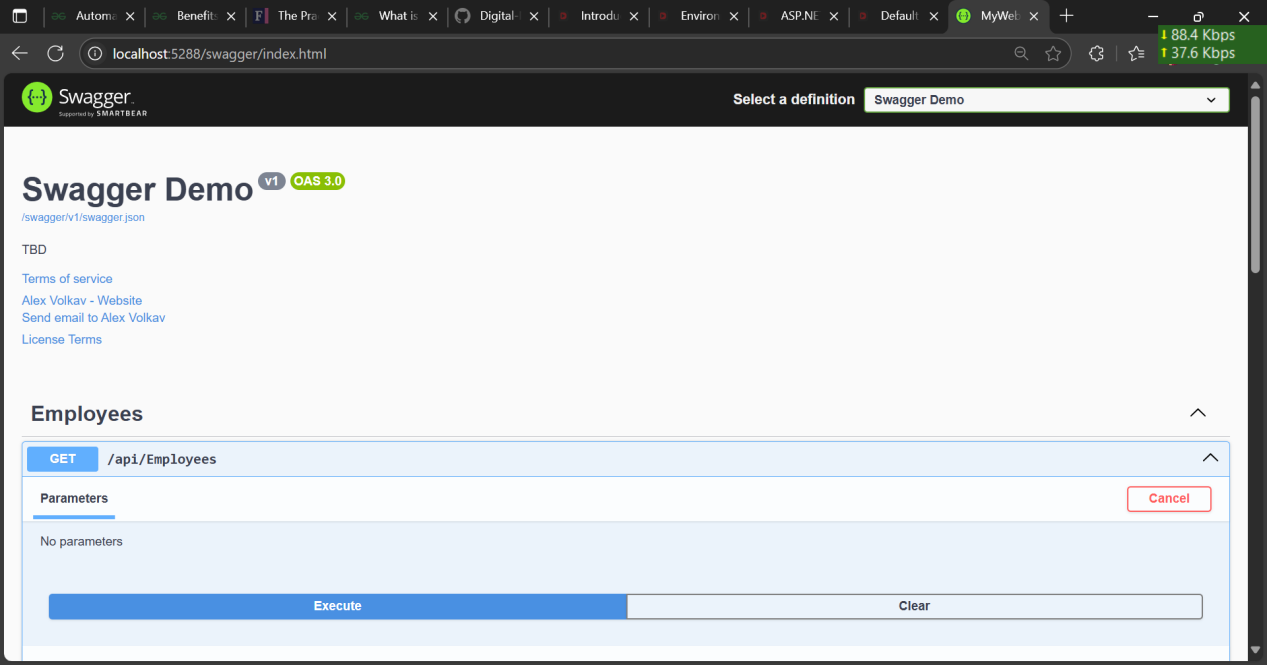 Automa
Benefits
The Pra
What is
Digital-
Introdu
Environ
ASP.NE
Default
MyWeb
88.4 Kbps
37.6 Kbps
localhost:5288/swagger/index.html
Swagger
Supported by SMARTBEAR
Select a definition
Swagger Demo
Swagger Demo v1 OAS 3.0
/swagger/v1/swagger.json
TBD
Terms of service
Alex Volkav - Website
Send email to Alex Volkav
License Terms
Employees
GET /api/Employees
Parameters
Cancel
No parameters
Execute
Clear